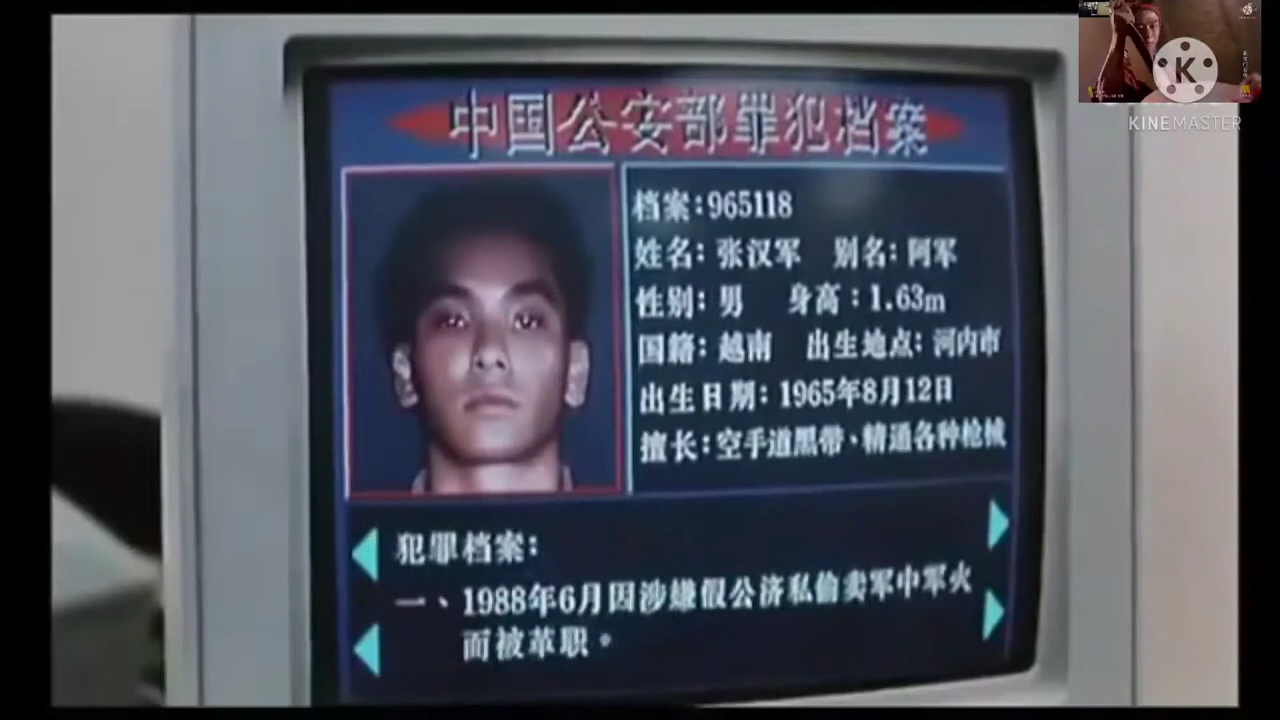 中国公安部罪犯档案
档案:965118
姓名:张汉军 别名:阿军
性别:男 身高:1.63m
国籍:越南 出生地点:河内市
出生日期:1965年8月12日
擅长:空手道黑带、精通各种枪械
犯罪档案:
一、1988年6月因涉嫌假公济私偷卖军中军火
而被革职。
K
KINEMASTER